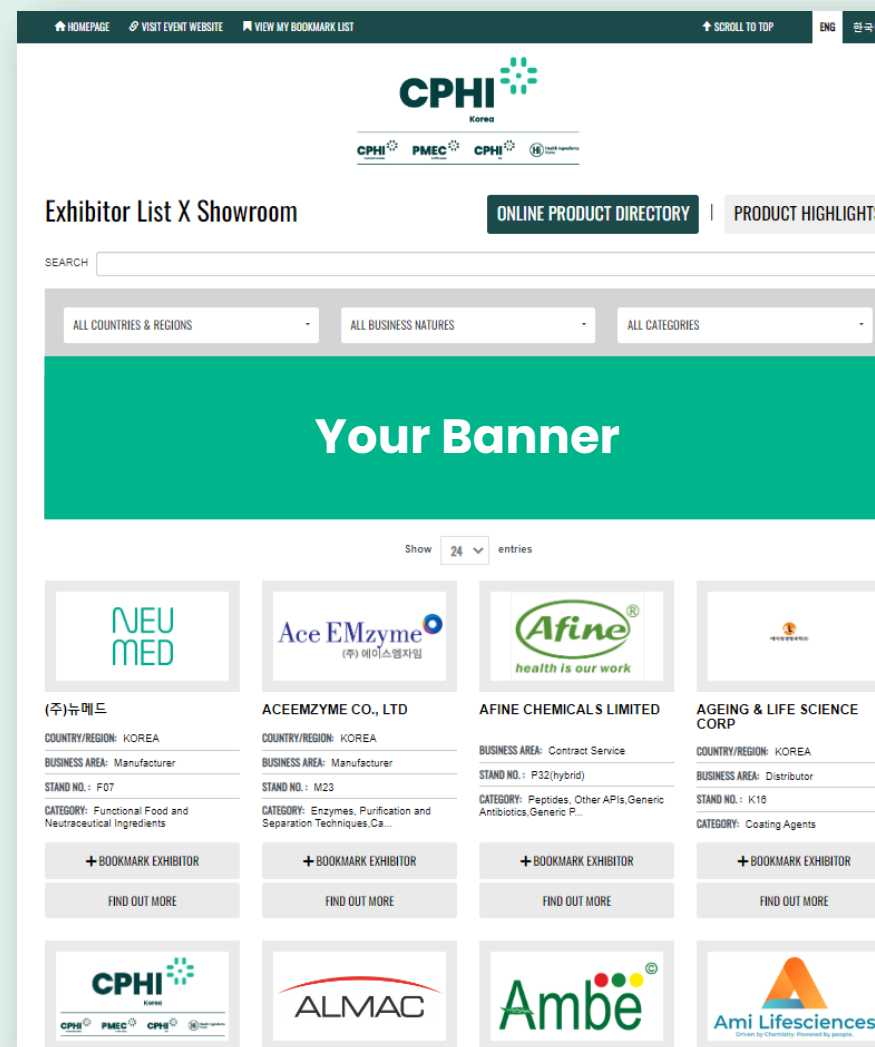 HOMEPAGE VISIT EVENT WEBSITE VIEW MY BOOKMARK LIST SCROLL TO TOP ENG 한국
CPHI
Korea
CPHI PMEC CPHI Hi
Exhibitor List X Showroom ONLINE PRODUCT DIRECTORY | PRODUCT HIGHLIGHTS
SEARCH
ALL COUNTRIES & REGIONS ALL BUSINESS NATURES ALL CATEGORIES
Your Banner
Show 24 entries
NEU
MED
Ace EMzyme
(주) 에이스엠자임
Afine®
health is our work
(주)뉴메드
COUNTRY/REGION: KOREA
BUSINESS AREA: Manufacturer
STAND NO. : F07
CATEGORY: Functional Food and
Neutraceutical Ingredients
+ BOOKMARK EXHIBITOR
FIND OUT MORE
ACEEMZYME CO., LTD
COUNTRY/REGION: KOREA
BUSINESS AREA: Manufacturer
STAND NO. : M23
CATEGORY: Enzymes, Purification and
Separation Techniques,Ca...
+ BOOKMARK EXHIBITOR
FIND OUT MORE
AFINE CHEMICALS LIMITED
BUSINESS AREA: Contract Service
STAND NO. : P32(hybrid)
CATEGORY: Peptides, Other APIs,Generic
Antibiotics,Generic P...
+ BOOKMARK EXHIBITOR
FIND OUT MORE
AGEING & LIFE SCIENCE
CORP
COUNTRY/REGION: KOREA
BUSINESS AREA: Distributor
STAND NO. : K16
CATEGORY: Coating Agents
+ BOOKMARK EXHIBITOR
FIND OUT MORE
CPHI
Korea
CPHI PMEC CPHI Hi
ALMAC
Ambe©
Ami Lifesciences
Driven by Chemistry. Powered by people.